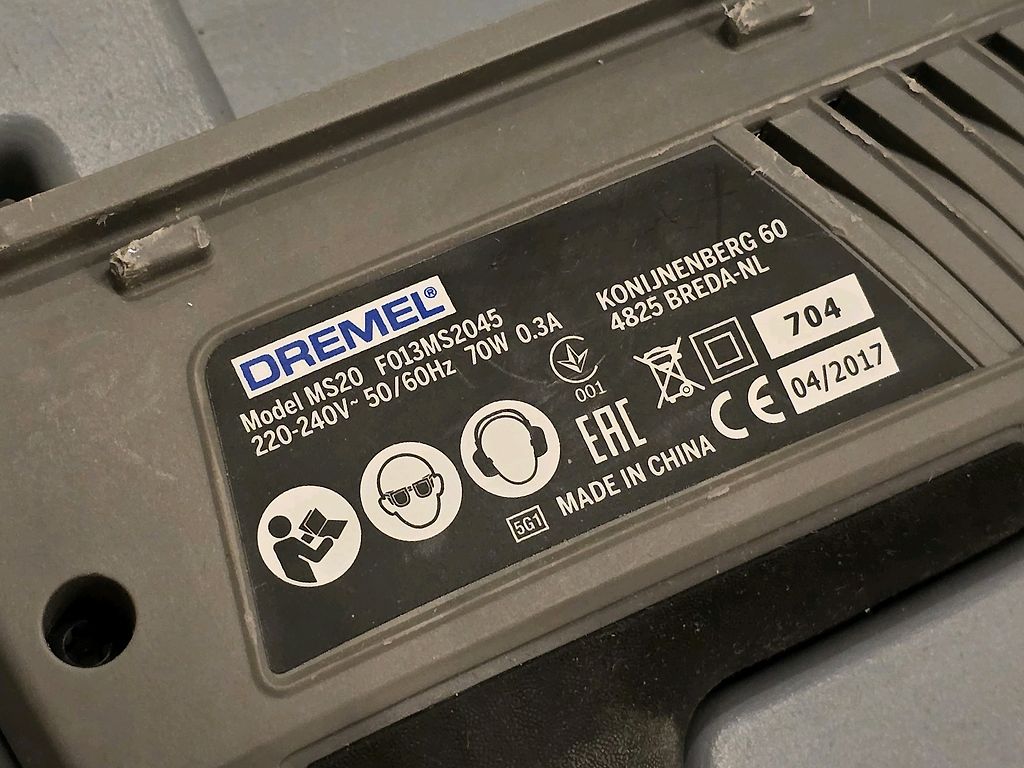 DREMEL®
Model MS20 F013MS2045
220-240V~ 50/60Hz 70W 0.3A
KONIJNENBERG 60
4825 BREDA-NL
001
704
04/2017
EAC
CE
MADE IN CHINA
5G1